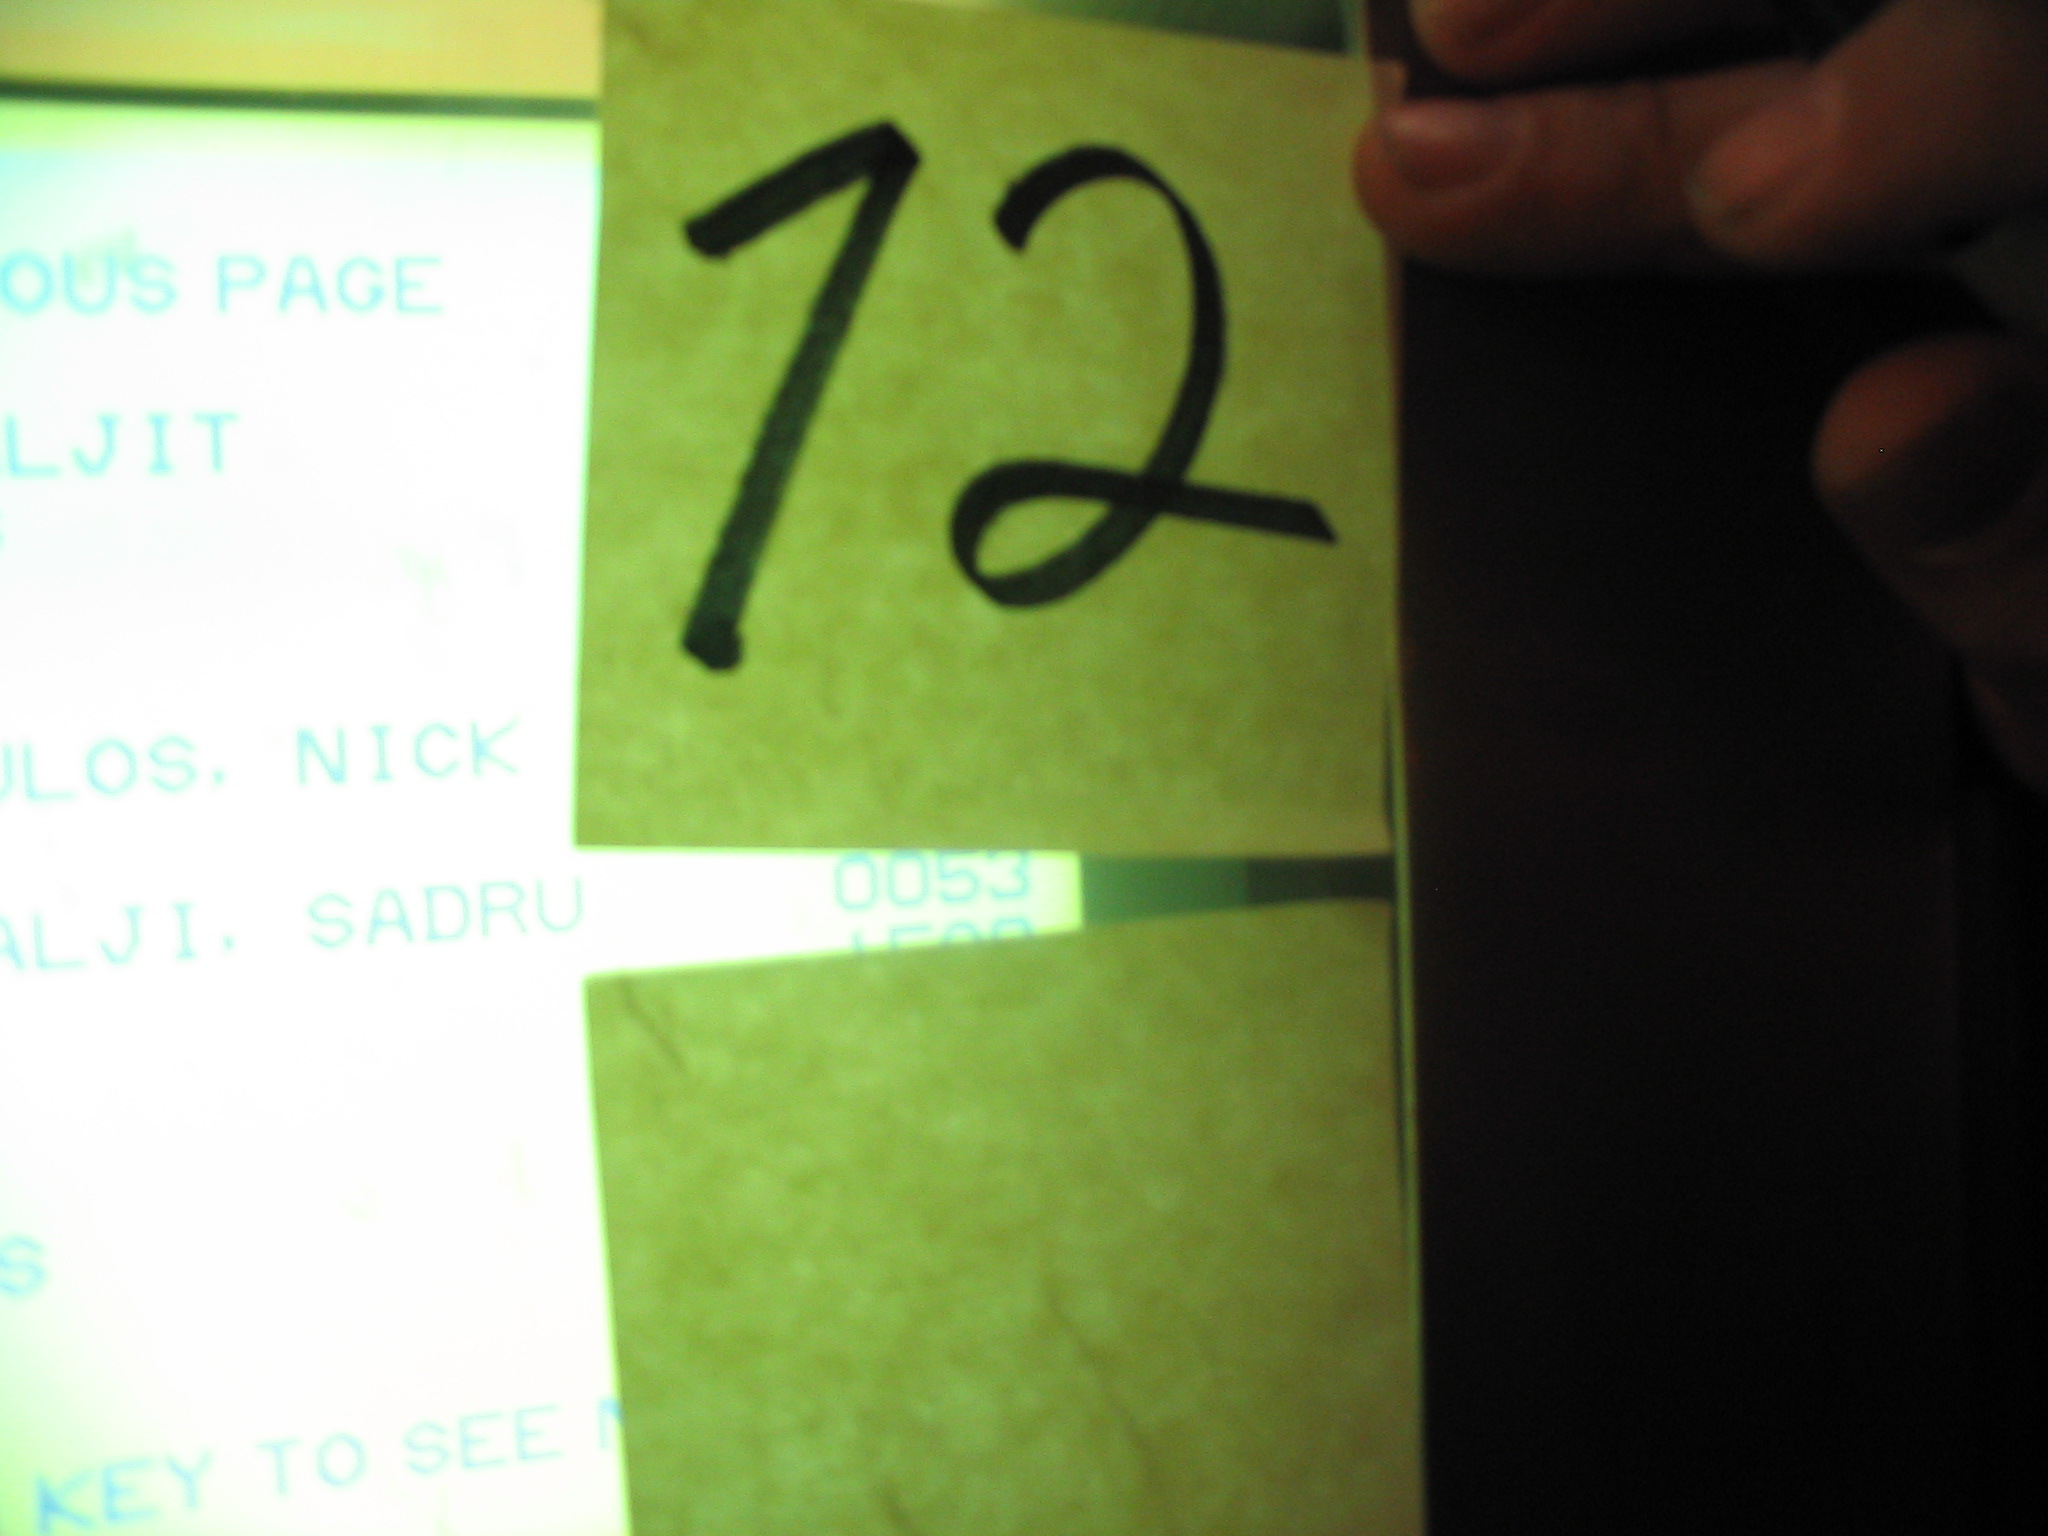 12
OUS PAGE
LJIT
ULOS, NICK
0053
ALJI, SADRU
S
KEY TO SEE